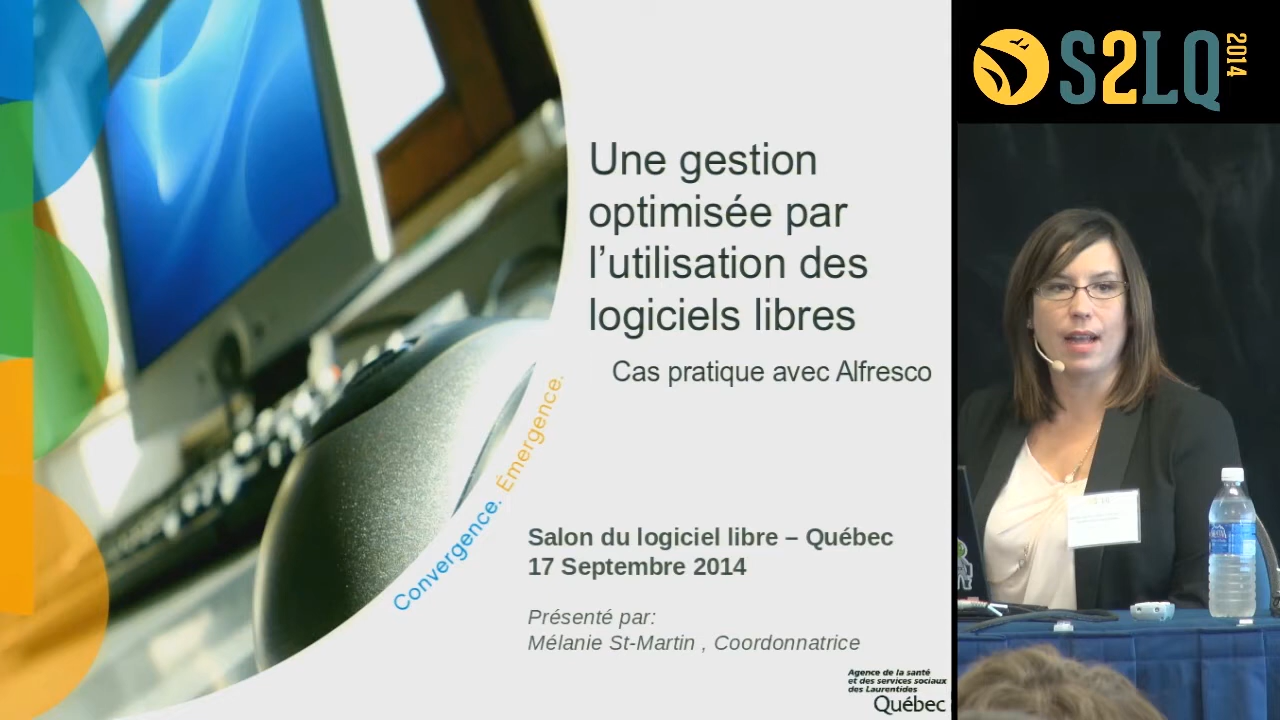 Une gestion
optimisée par
l’utilisation des
logiciels libres
Cas pratique avec Alfresco
Convergence. Émergence.
Salon du logiciel libre – Québec
17 Septembre 2014
Présenté par:
Mélanie St-Martin , Coordonnatrice
Agence de la santé
et des services sociaux
des Laurentides
Québec
S2LQ
2014